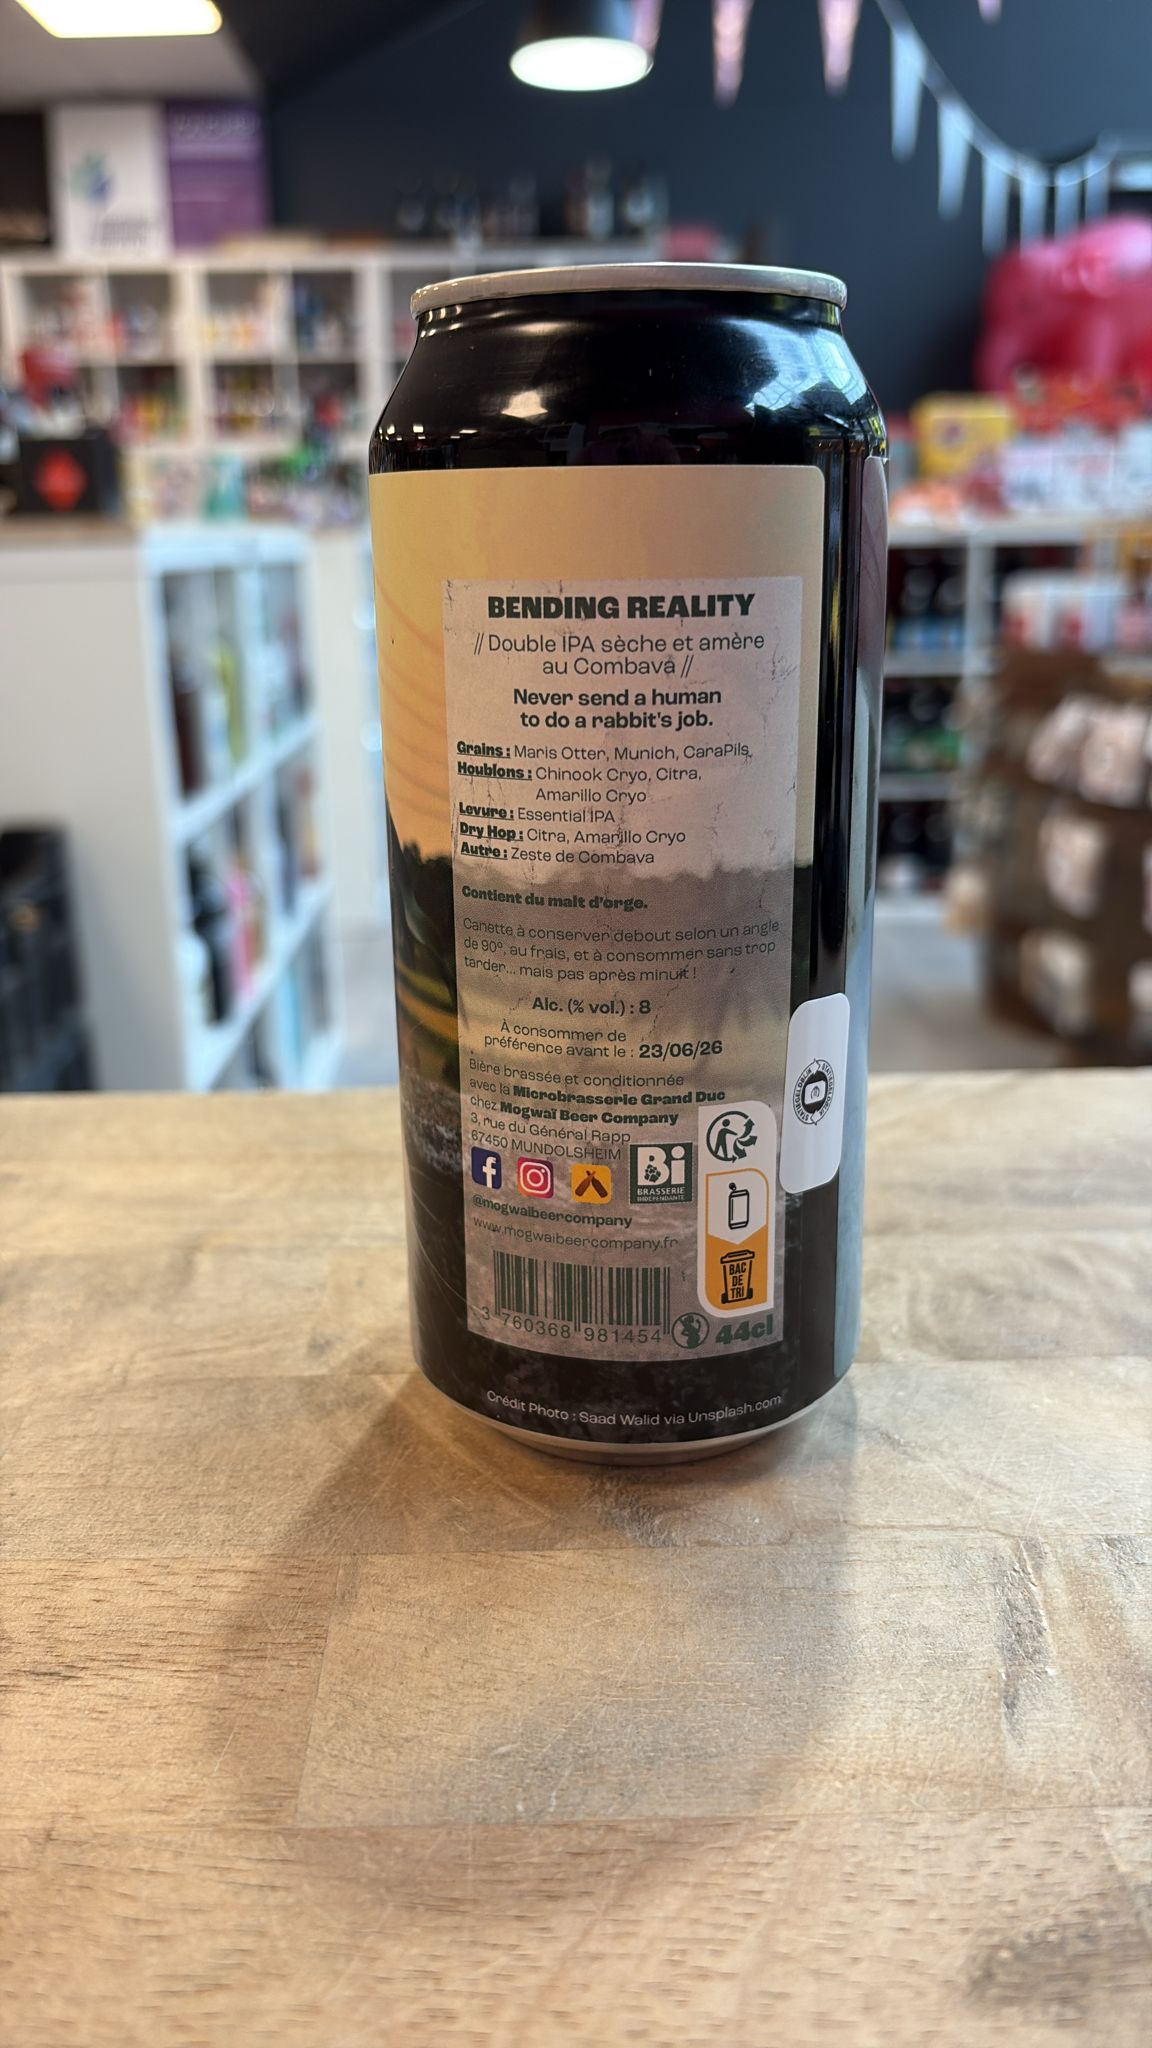 BENDING REALITY
// Double IPA sèche et amère
au Combava //
Never send a human
to do a rabbit's job.
Grains : Maris Otter, Munich, CaraPils,
Houblons : Chinook Cryo, Citra,
Amarillo Cryo
Levure : Essential IPA
Dry Hop : Citra, Amarillo Cryo
Autre : Zeste de Combava
Contient du malt d'orge.
Canette à conserver debout selon un angle
de 90°, au frais, et à consommer sans trop
tarder... mais pas après minuit !
Alc. (% vol.) : 8
À consommer de
préférence avant le : 23/06/26
Bière brassée et conditionnée
avec la Microbrasserie Grand Duc
chez Mogwaï Beer Company
3, rue du Général Rapp
67450 MUNDOLSHEIM
Bi
BRASSERIE
INDÉPENDANTE
@mogwaibeercompany
www.mogwaibeercompany.fr
BAC
DE
TRI
3 760368 981454
44cl
Crédit Photo : Saad Walid via Unsplash.com